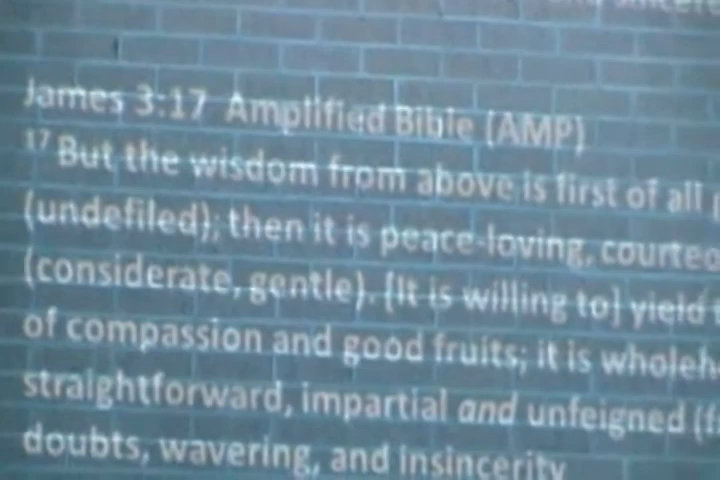 James 3:17 Amplified Bible (AMP)
17 But the wisdom from above is first of all
(undefiled); then it is peace-loving, courteo
(considerate, gentle). [It is willing to] yield
of compassion and good fruits; it is wholeh
straightforward, impartial and unfeigned (f
doubts, wavering, and insincerity